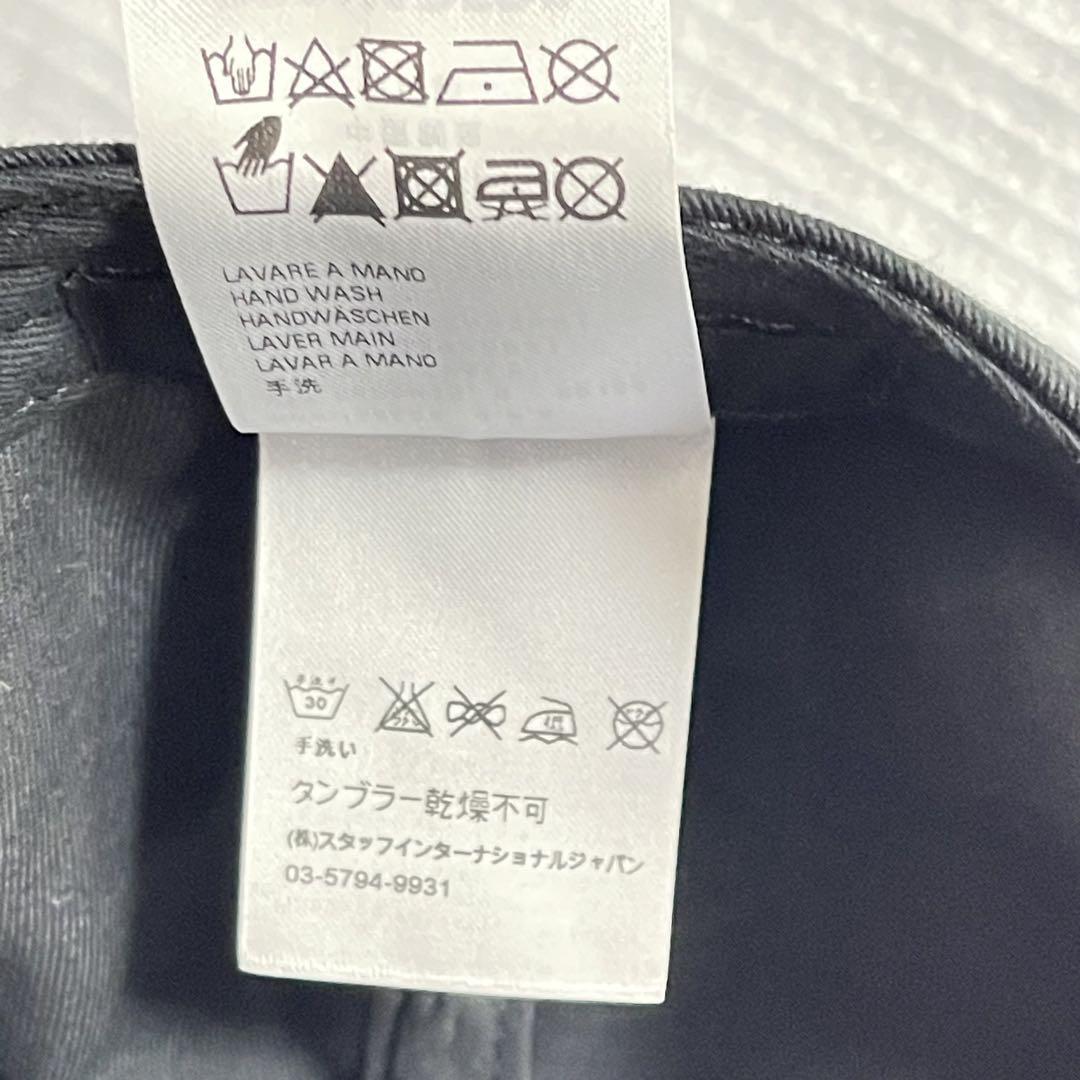 LAVARE A MANO
HAND WASH
HANDWÄSCHEN
LAVER MAIN
LAVAR A MANO
手洗
30
手洗い
タンブラー乾燥不可
(株)スタッフインターナショナルジャパン
03-5794-9931